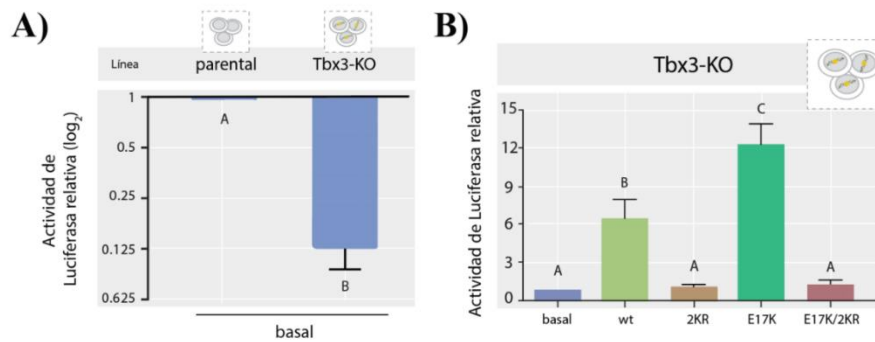 A)
Línea
parental
Tbx3-KO
Actividad de
Luciferasa relativa (log2)
1
0.5
0.25
0.125
0.625
A
B
basal
B)
Tbx3-KO
Actividad de Luciferasa relativa
15
12
9
6
3
0
A
B
A
C
A
basal
wt
2KR
E17K
E17K/2KR